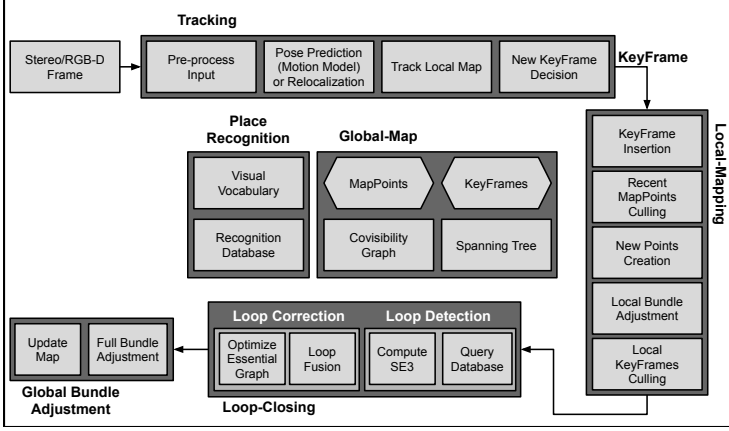 Tracking
Stereo/RGB-D
Frame
Pre-process
Input
Pose Prediction
(Motion Model)
or Relocalization
Track Local Map
New KeyFrame
Decision
KeyFrame
Place
Recognition
Visual
Vocabulary
Recognition
Database
Global-Map
MapPoints
KeyFrames
Covisibility
Graph
Spanning Tree
Local-Mapping
KeyFrame
Insertion
Recent
MapPoints
Culling
New Points
Creation
Local Bundle
Adjustment
Local
KeyFrames
Culling
Loop Correction
Loop Detection
Optimize
Essential
Graph
Loop
Fusion
Compute
SE3
Query
Database
Loop-Closing
Update
Map
Full Bundle
Adjustment
Global Bundle
Adjustment